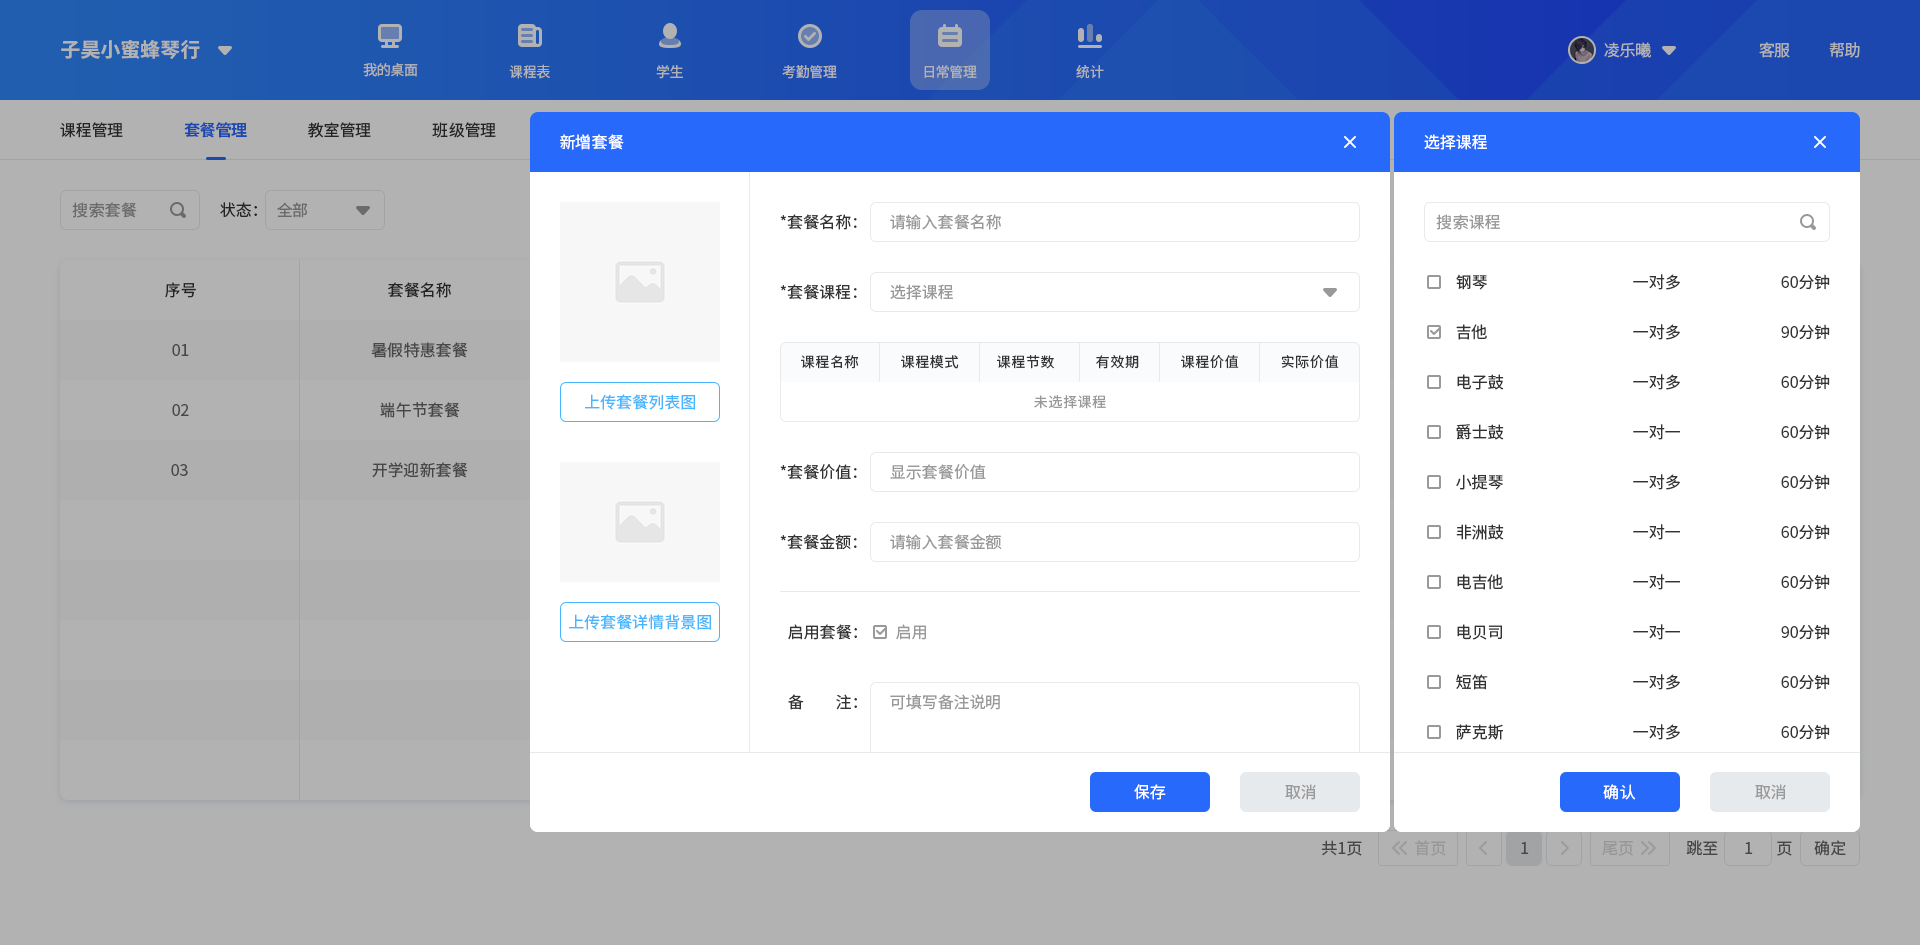 子昊小蜜蜂琴行
我的桌面
课程表
学生
考勤管理
日常管理
统计
凌乐曦
客服
帮助
课程管理
套餐管理
教室管理
班级管理
搜索套餐
状态：
全部
序号
套餐名称
01
暑假特惠套餐
02
端午节套餐
03
开学迎新套餐
新增套餐
上传套餐列表图
上传套餐详情背景图
*套餐名称：
请输入套餐名称
*套餐课程：
选择课程
课程名称
课程模式
课程节数
有效期
课程价值
实际价值
未选择课程
*套餐价值：
显示套餐价值
*套餐金额：
请输入套餐金额
启用套餐：
启用
备 注：
可填写备注说明
保存
取消
选择课程
搜索课程
钢琴 一对多 60分钟
吉他 一对多 90分钟
电子鼓 一对多 60分钟
爵士鼓 一对一 60分钟
小提琴 一对多 60分钟
非洲鼓 一对一 60分钟
电吉他 一对一 60分钟
电贝司 一对一 90分钟
短笛 一对多 60分钟
萨克斯 一对多 60分钟
确认
取消
共1页
首页
1
尾页
跳至
1
页
确定